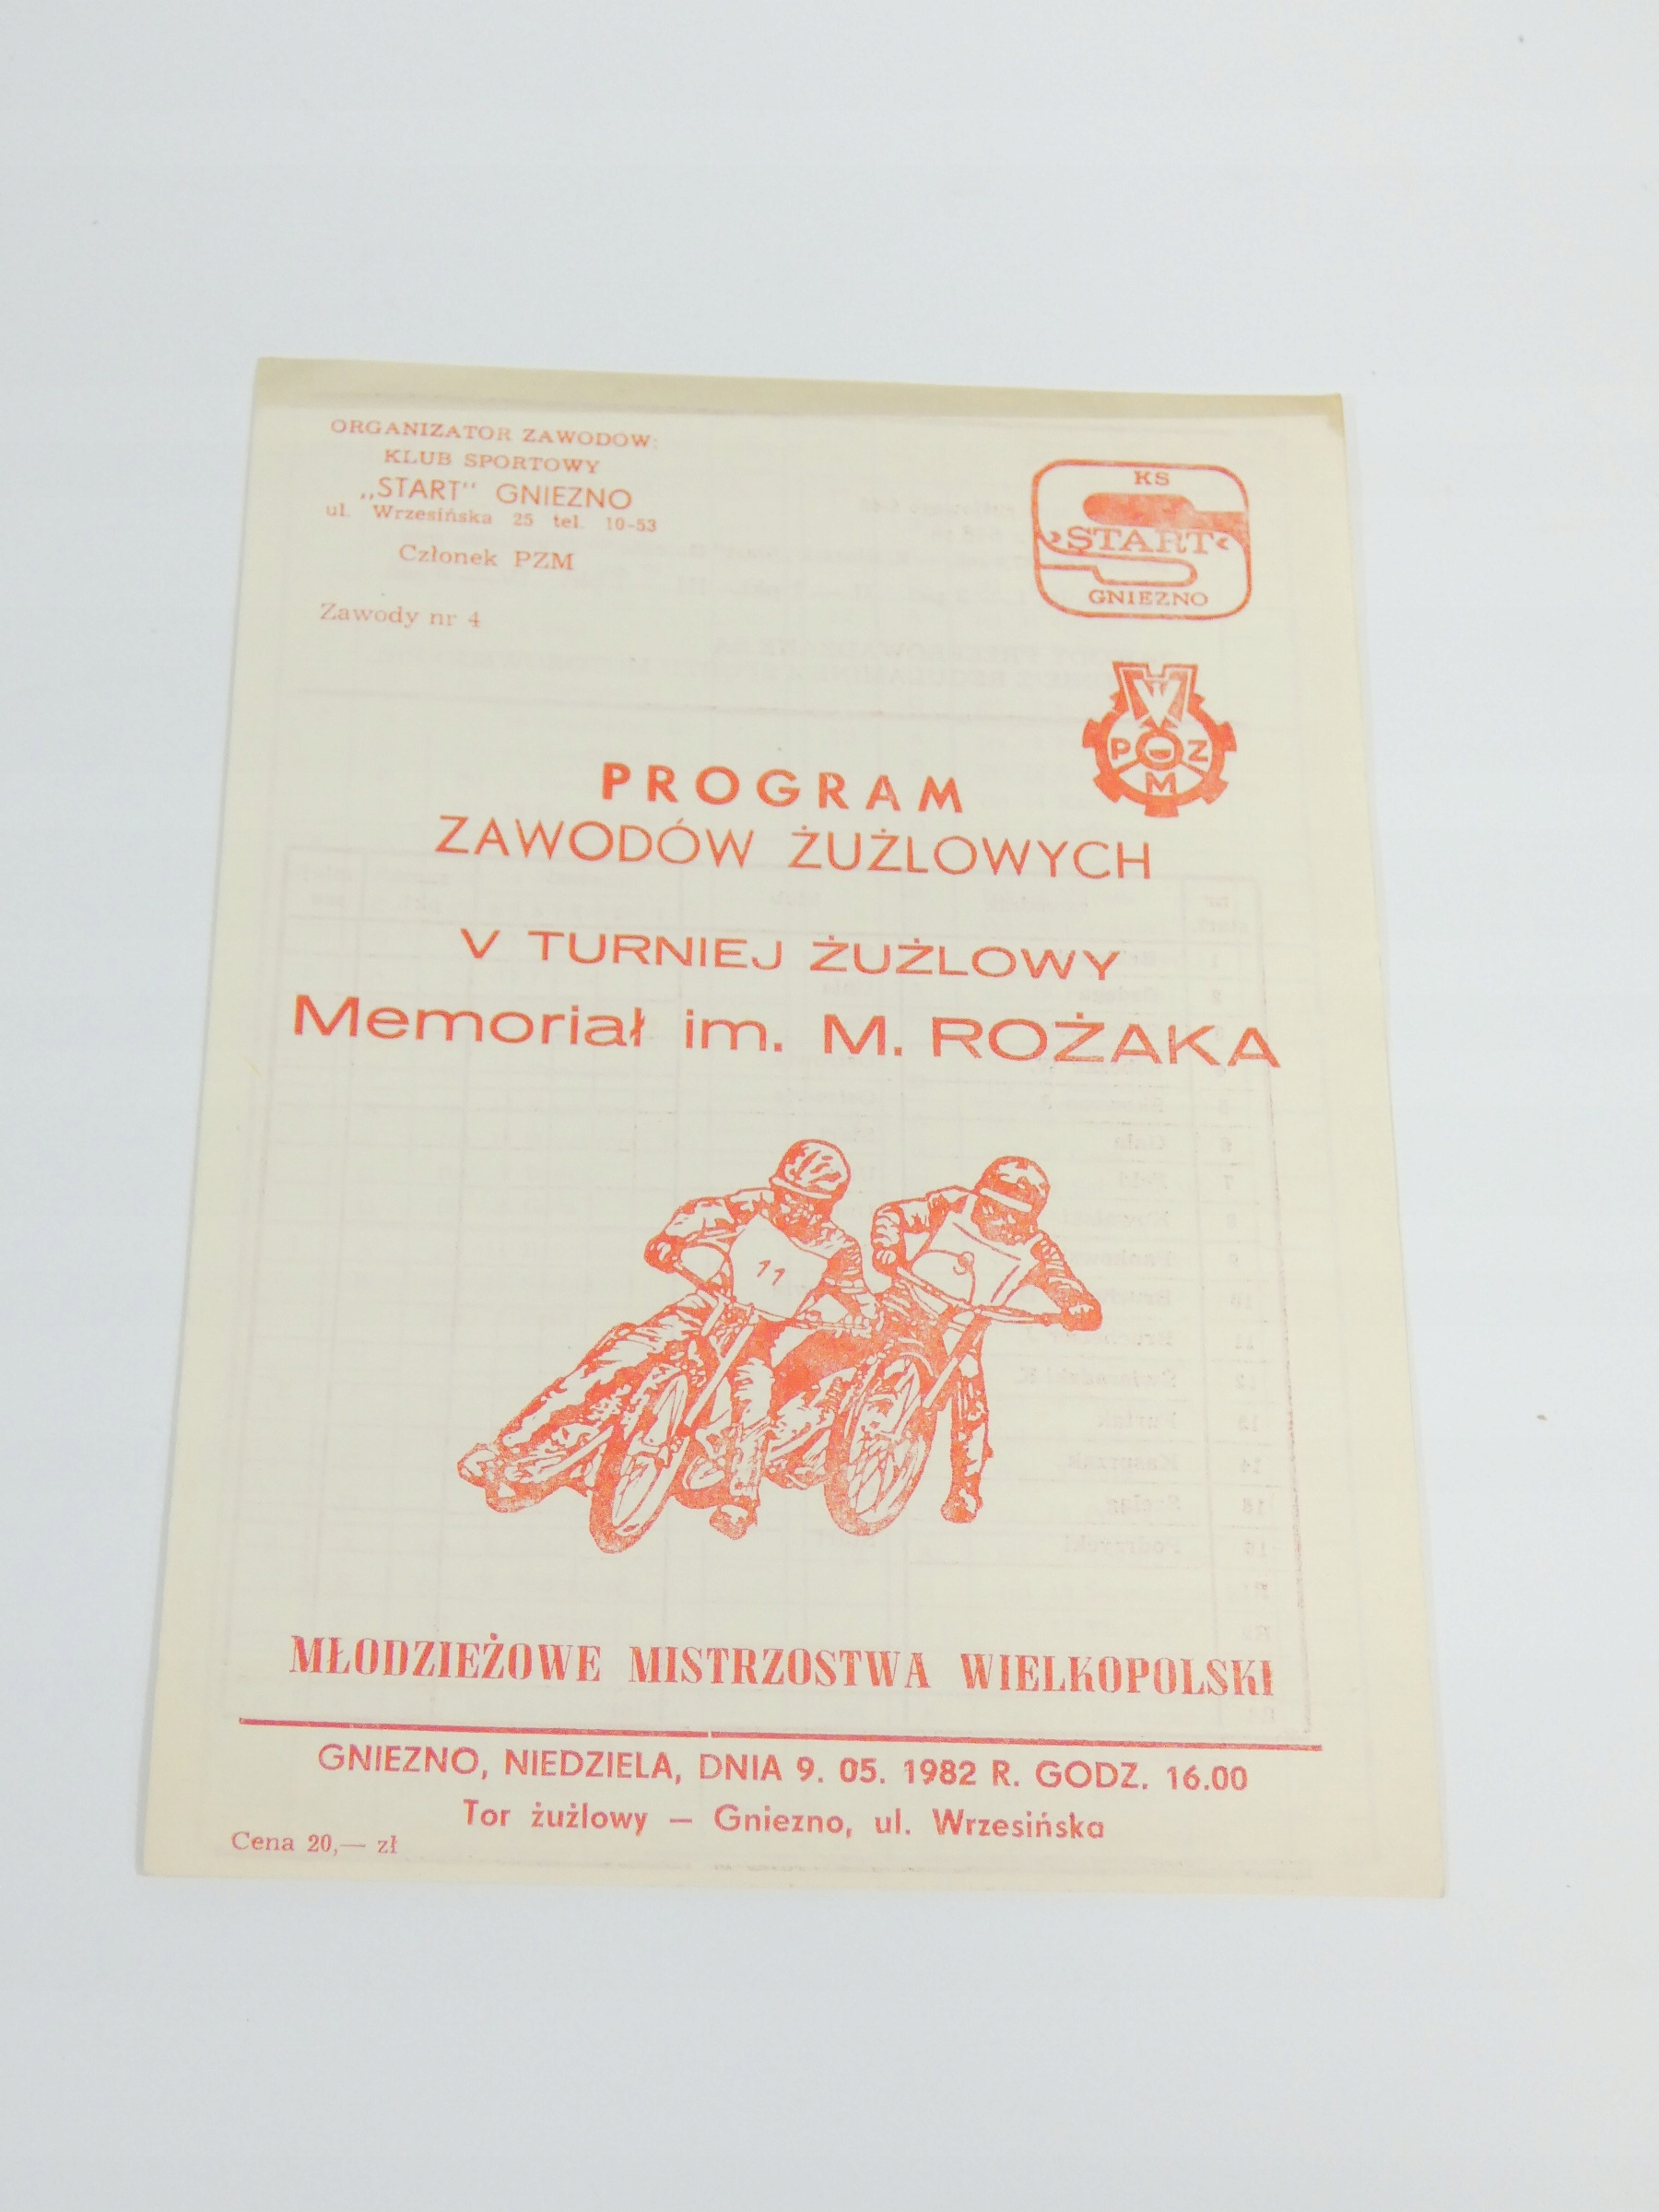 ORGANIZATOR ZAWODÓW:
KLUB SPORTOWY
„START" GNIEZNO
ul. Wrzesińska 25 tel. 10-53
Członek PZM
Zawody nr 4
KS
START
GNIEZNO
P Z
M
PROGRAM
ZAWODÓW ŻUŻLOWYCH
V TURNIEJ ŻUŻLOWY
Memoriał im. M. ROŻAKA
11
3
MŁODZIEŻOWE MISTRZOSTWA WIELKOPOLSKI
GNIEZNO, NIEDZIELA, DNIA 9. 05. 1982 R. GODZ. 16.00
Tor żużlowy — Gniezno, ul. Wrzesińska
Cena 20,— zł